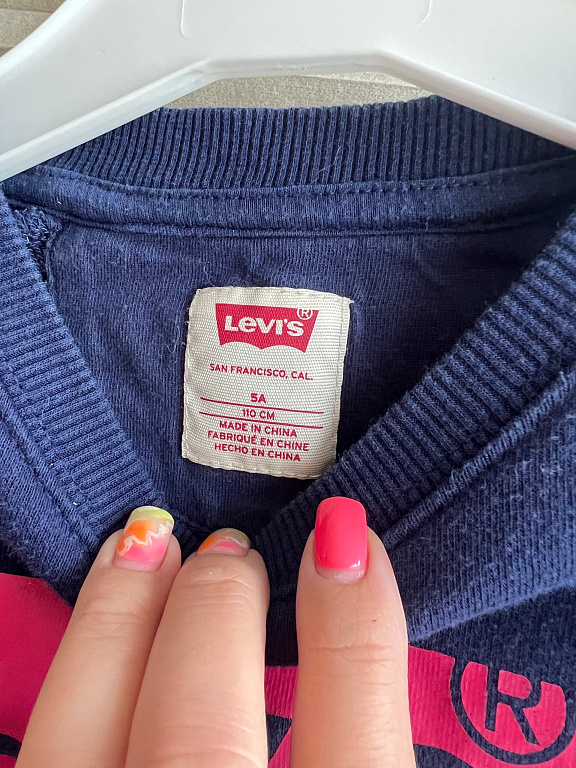 Levi's®
SAN FRANCISCO, CAL.
5A
110 CM
MADE IN CHINA
FABRIQUÉ EN CHINE
HECHO EN CHINA
®